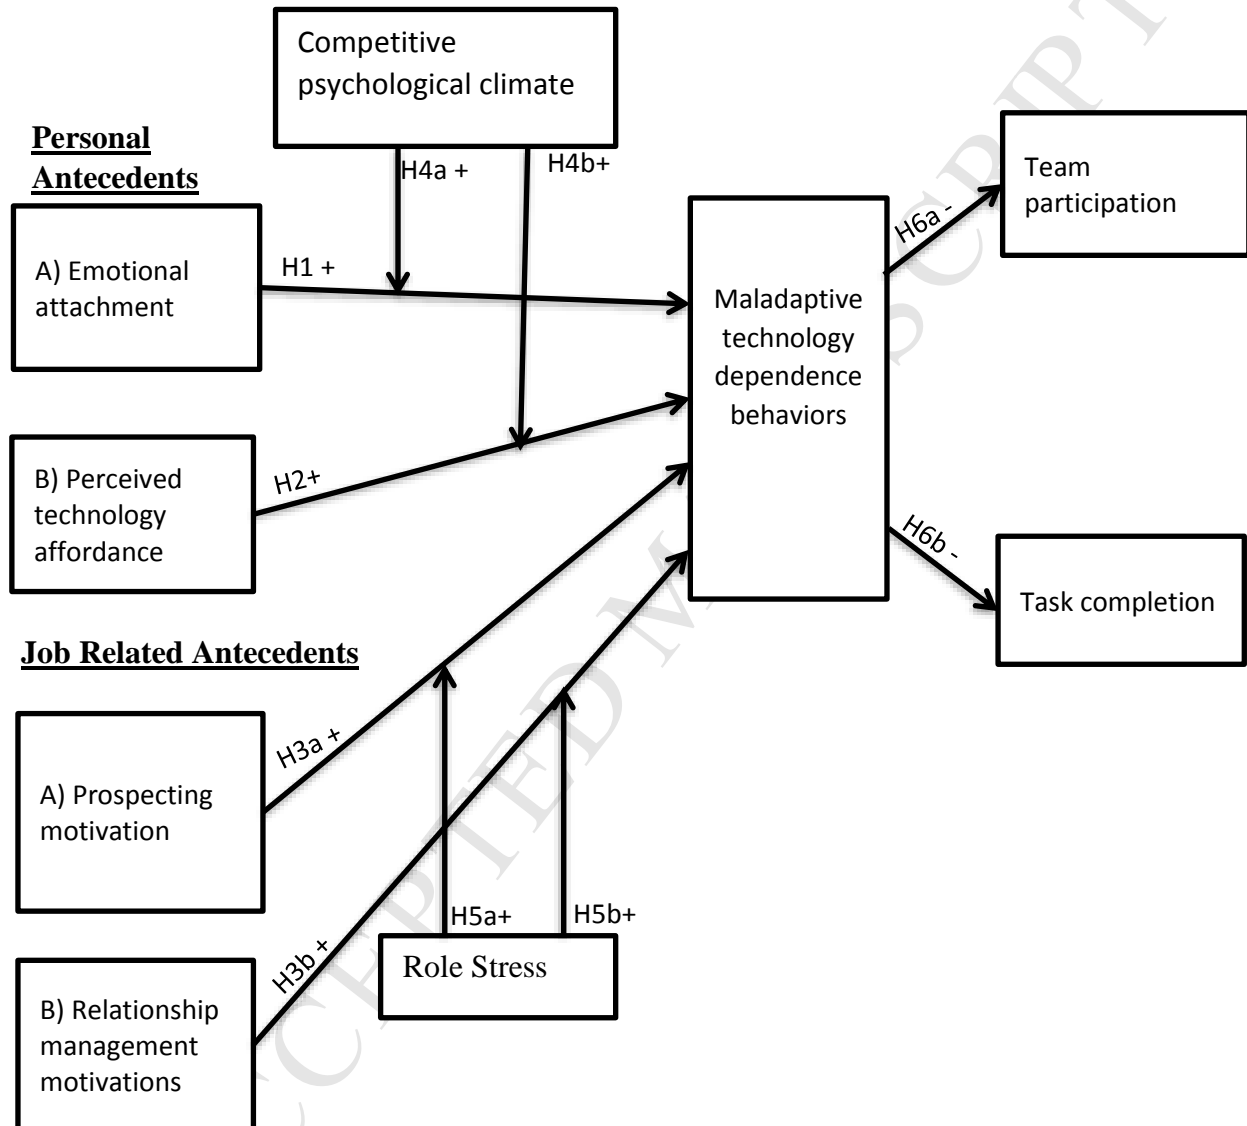 Competitive
psychological climate
Personal
Antecedents
H4a +
H4b+
Team
participation
A) Emotional
attachment
H1 +
H6a -
Maladaptive
technology
dependence
behaviors
B) Perceived
technology
affordance
H2+
H6b -
Task completion
Job Related Antecedents
A) Prospecting
motivation
H3a +
H5a+
H5b+
Role Stress
H3b +
B) Relationship
management
motivations
CCEPTED M
SCRIPT